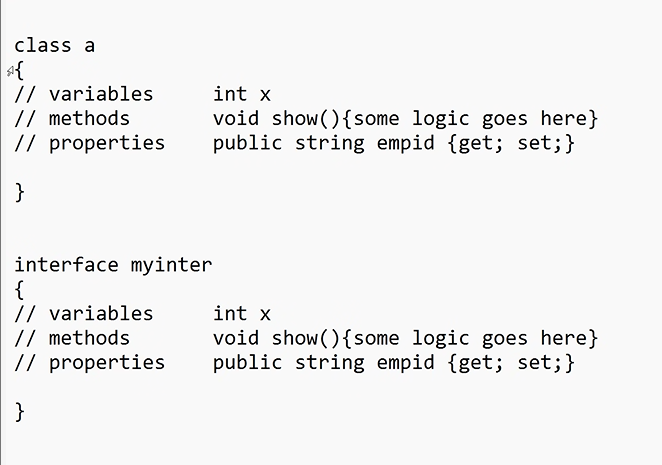 class a
{
// variables     int x
// methods       void show(){some logic goes here}
// properties    public string empid {get; set;}
}
interface myinter
{
// variables     int x
// methods       void show(){some logic goes here}
// properties    public string empid {get; set;}
}